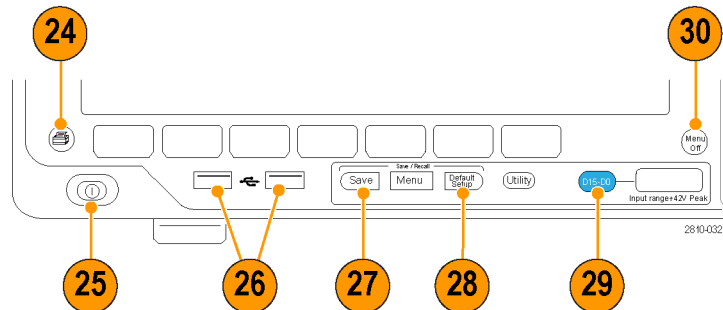 24
30
Menu
Off
Save / Recall
Save
Menu
Default
Setup
Utility
D15-D0
Input range±42V Peak
2810-032
25
26
27
28
29